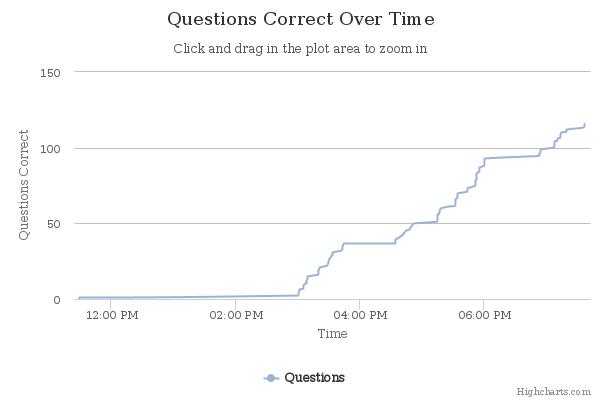 Questions Correct Over Time
Click and drag in the plot area to zoom in
Questions Correct
150
100
50
0
12:00 PM
02:00 PM
04:00 PM
06:00 PM
Time
Questions
Highcharts.com